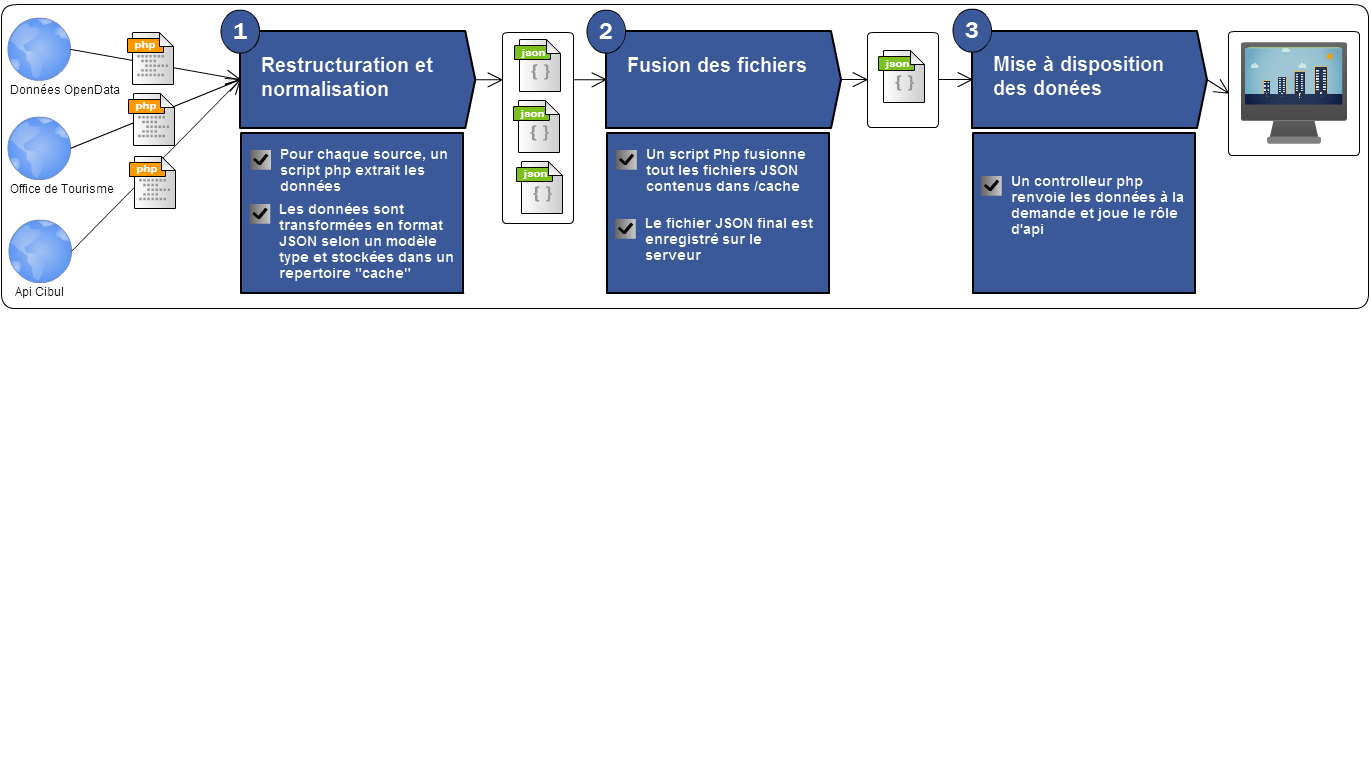 Données OpenData
Office de Tourisme
Api Cibul
php
php
php
1
Restructuration et
normalisation
Pour chaque source, un
script php extrait les
données
Les données sont
transformées en format
JSON selon un modèle
type et stockées dans un
repertoire "cache"
json
{ }
json
{ }
json
{ }
2
Fusion des fichiers
Un script Php fusionne
tout les fichiers JSON
contenus dans /cache
Le fichier JSON final est
enregistré sur le
serveur
json
{ }
3
Mise à disposition
des donées
Un controlleur php
renvoie les données à la
demande et joue le rôle
d'api